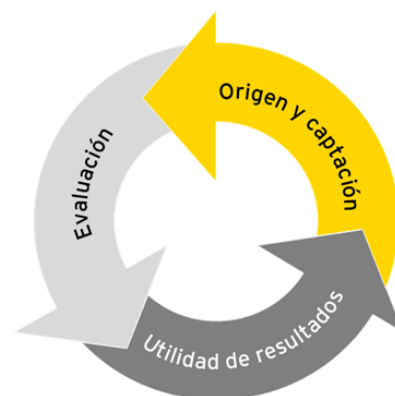 Origen y captación
Evaluación
Utilidad de resultados